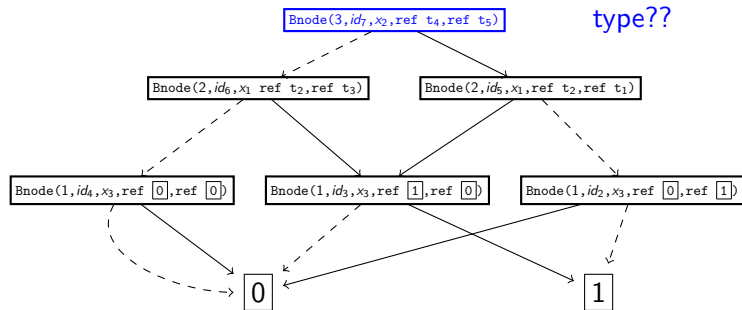 Bnode(3,id₇,x₂,ref t₄,ref t₅)
type??
Bnode(2,id₆,x₁ ref t₂,ref t₃)
Bnode(2,id₅,x₁,ref t₂,ref t₁)
Bnode(1,id₄,x₃,ref 0,ref 0)
Bnode(1,id₃,x₃,ref 1,ref 0)
Bnode(1,id₂,x₃,ref 0,ref 1)
0
1